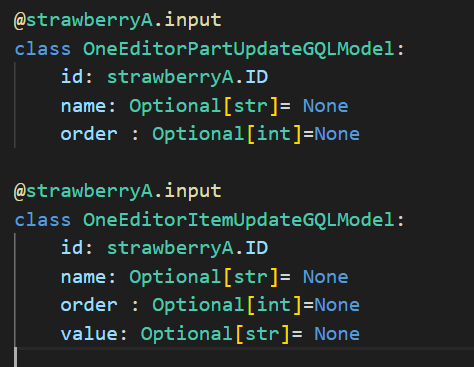 @strawberryA.input
class OneEditorPartUpdateGQLModel:
    id: strawberryA.ID
    name: Optional[str]= None
    order : Optional[int]=None

@strawberryA.input
class OneEditorItemUpdateGQLModel:
    id: strawberryA.ID
    name: Optional[str]= None
    order : Optional[int]=None
    value: Optional[str]= None